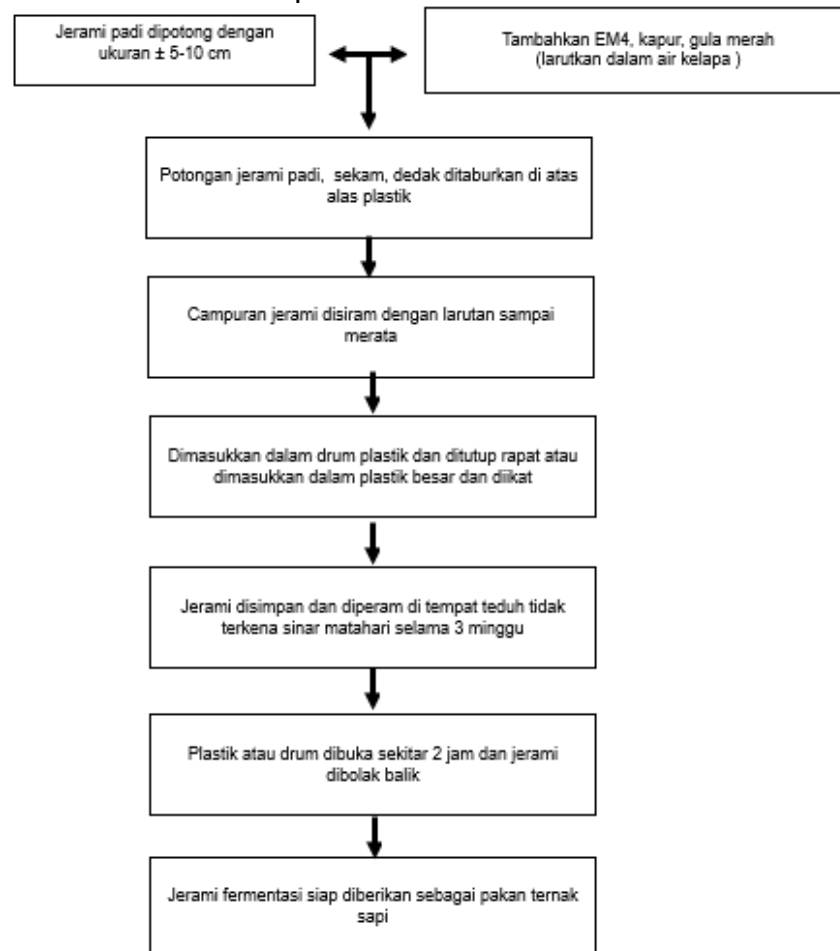 Jerami padi dipotong dengan
ukuran ± 5-10 cm
Tambahkan EM4, kapur, gula merah
(larutkan dalam air kelapa )
Potongan jerami padi, sekam, dedak ditaburkan di atas
alas plastik
Campuran jerami disiram dengan larutan sampai
merata
Dimasukkan dalam drum plastik dan ditutup rapat atau
dimasukkan dalam plastik besar dan diikat
Jerami disimpan dan diperam di tempat teduh tidak
terkena sinar matahari selama 3 minggu
Plastik atau drum dibuka sekitar 2 jam dan jerami
dibolak balik
Jerami fermentasi siap diberikan sebagai pakan ternak
sapi